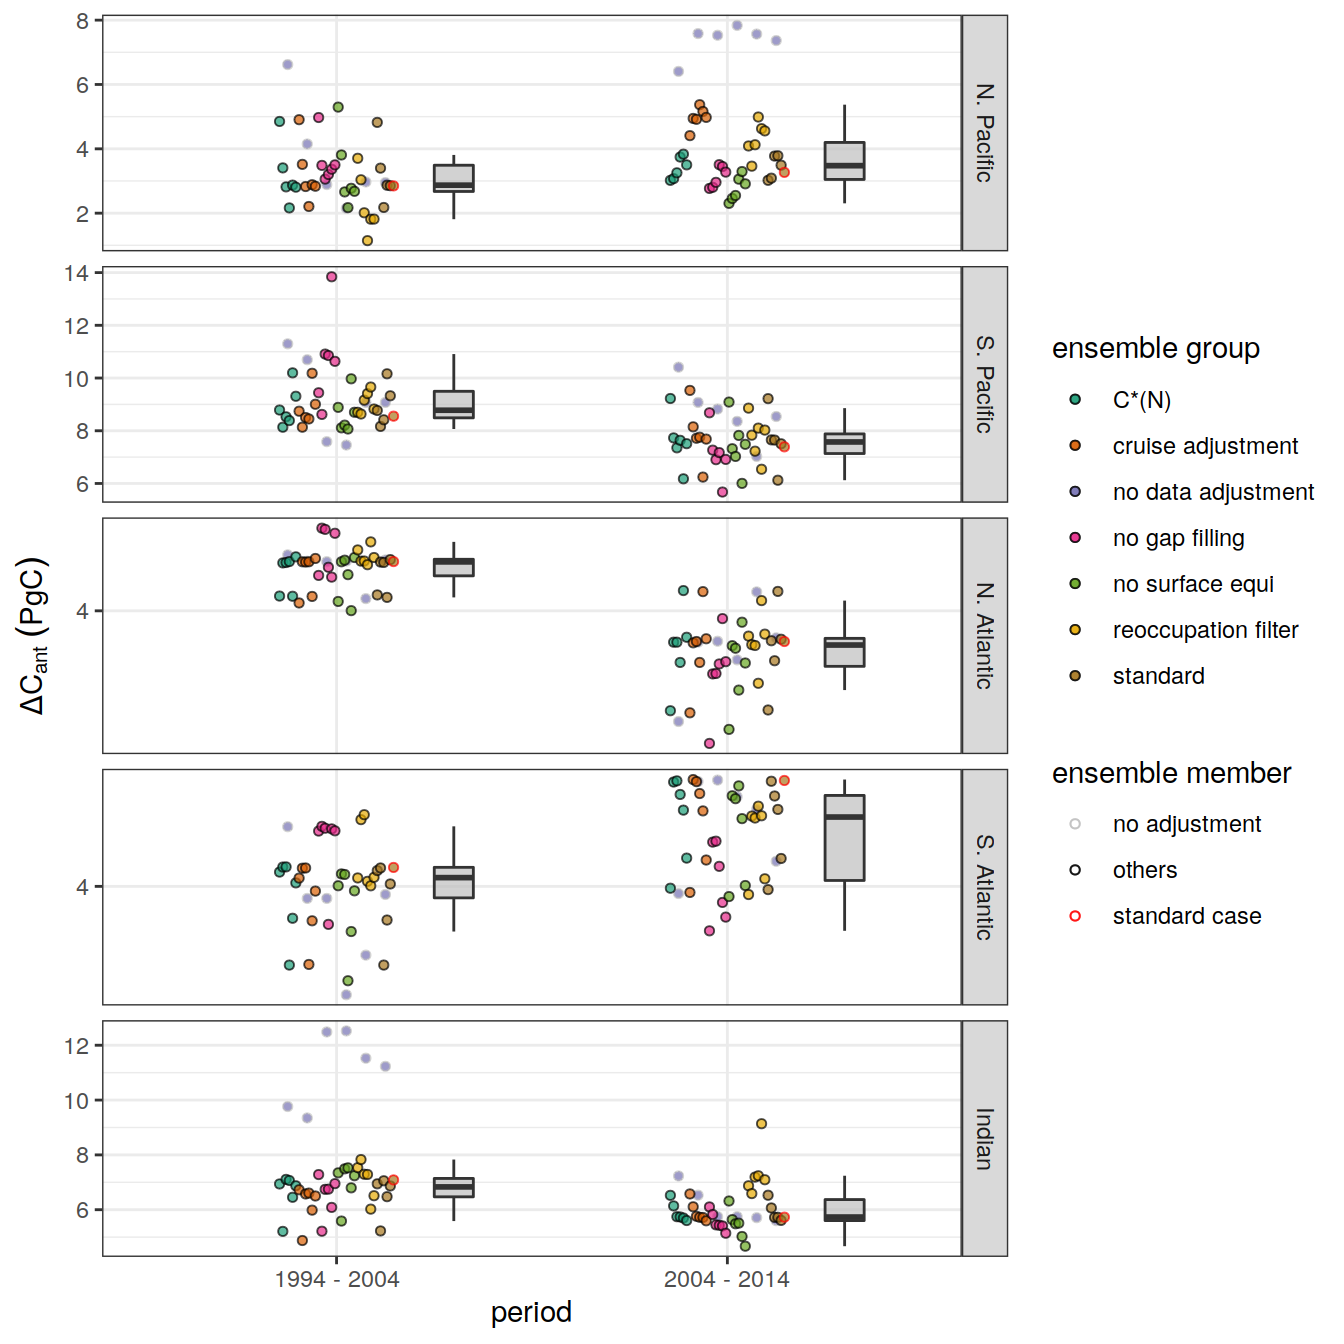 8
6
4
2
N. Pacific
14
12
10
8
6
S. Pacific
4
N. Atlantic
4
S. Atlantic
12
10
8
6
Indian
1994 - 2004
2004 - 2014
period
ΔCant (PgC)
ensemble group
C*(N)
cruise adjustment
no data adjustment
no gap filling
no surface equi
reoccupation filter
standard
ensemble member
no adjustment
others
standard case